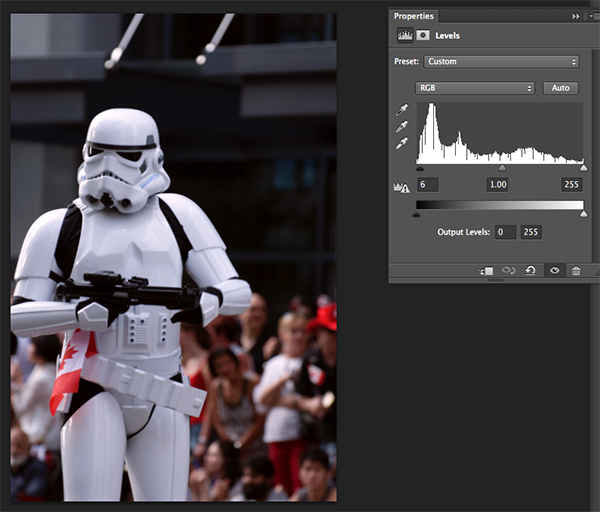 Properties
Levels
Preset: Custom
RGB Auto
6 1.00 255
Output Levels: 0 255